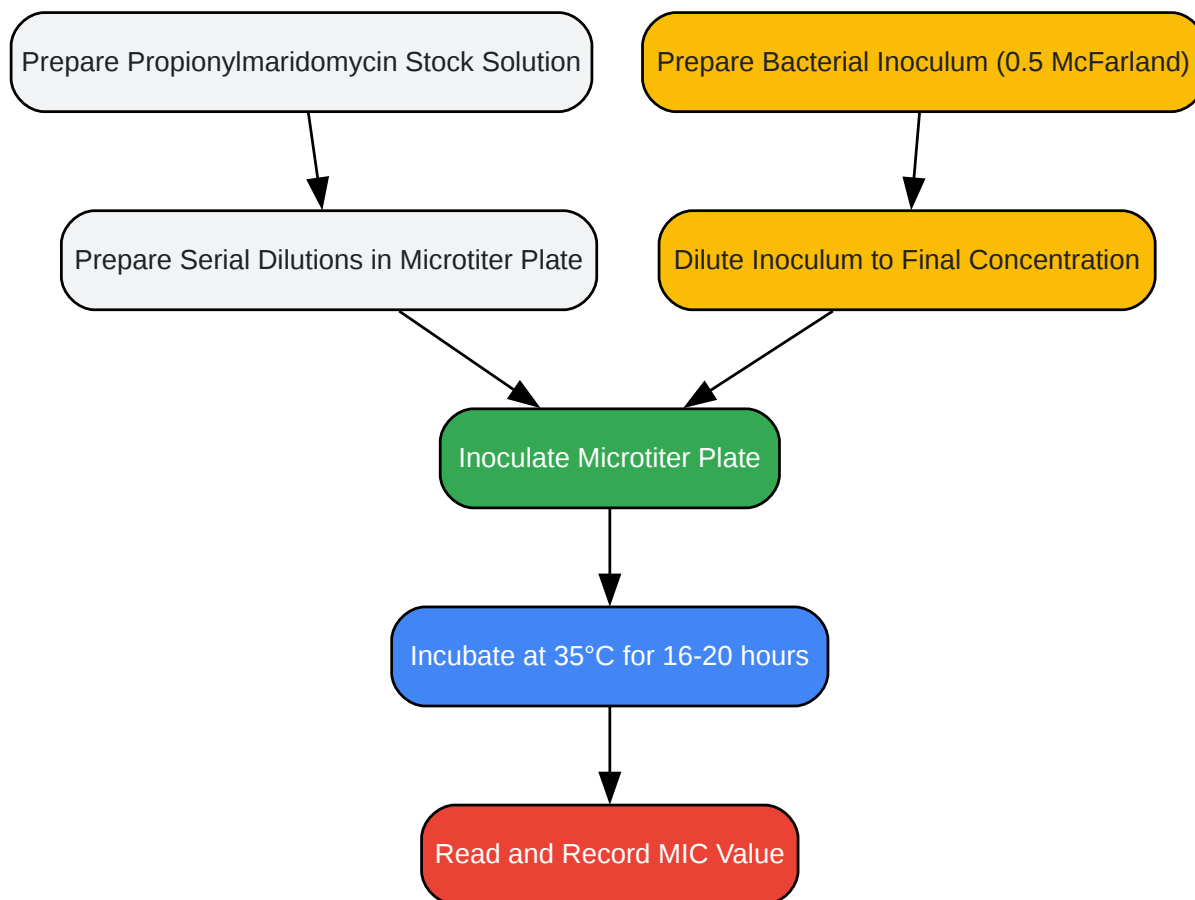 Prepare Propionylmaridomycin Stock Solution
Prepare Bacterial Inoculum (0.5 McFarland)
Prepare Serial Dilutions in Microtiter Plate
Dilute Inoculum to Final Concentration
Inoculate Microtiter Plate
Incubate at 35°C for 16-20 hours
Read and Record MIC Value